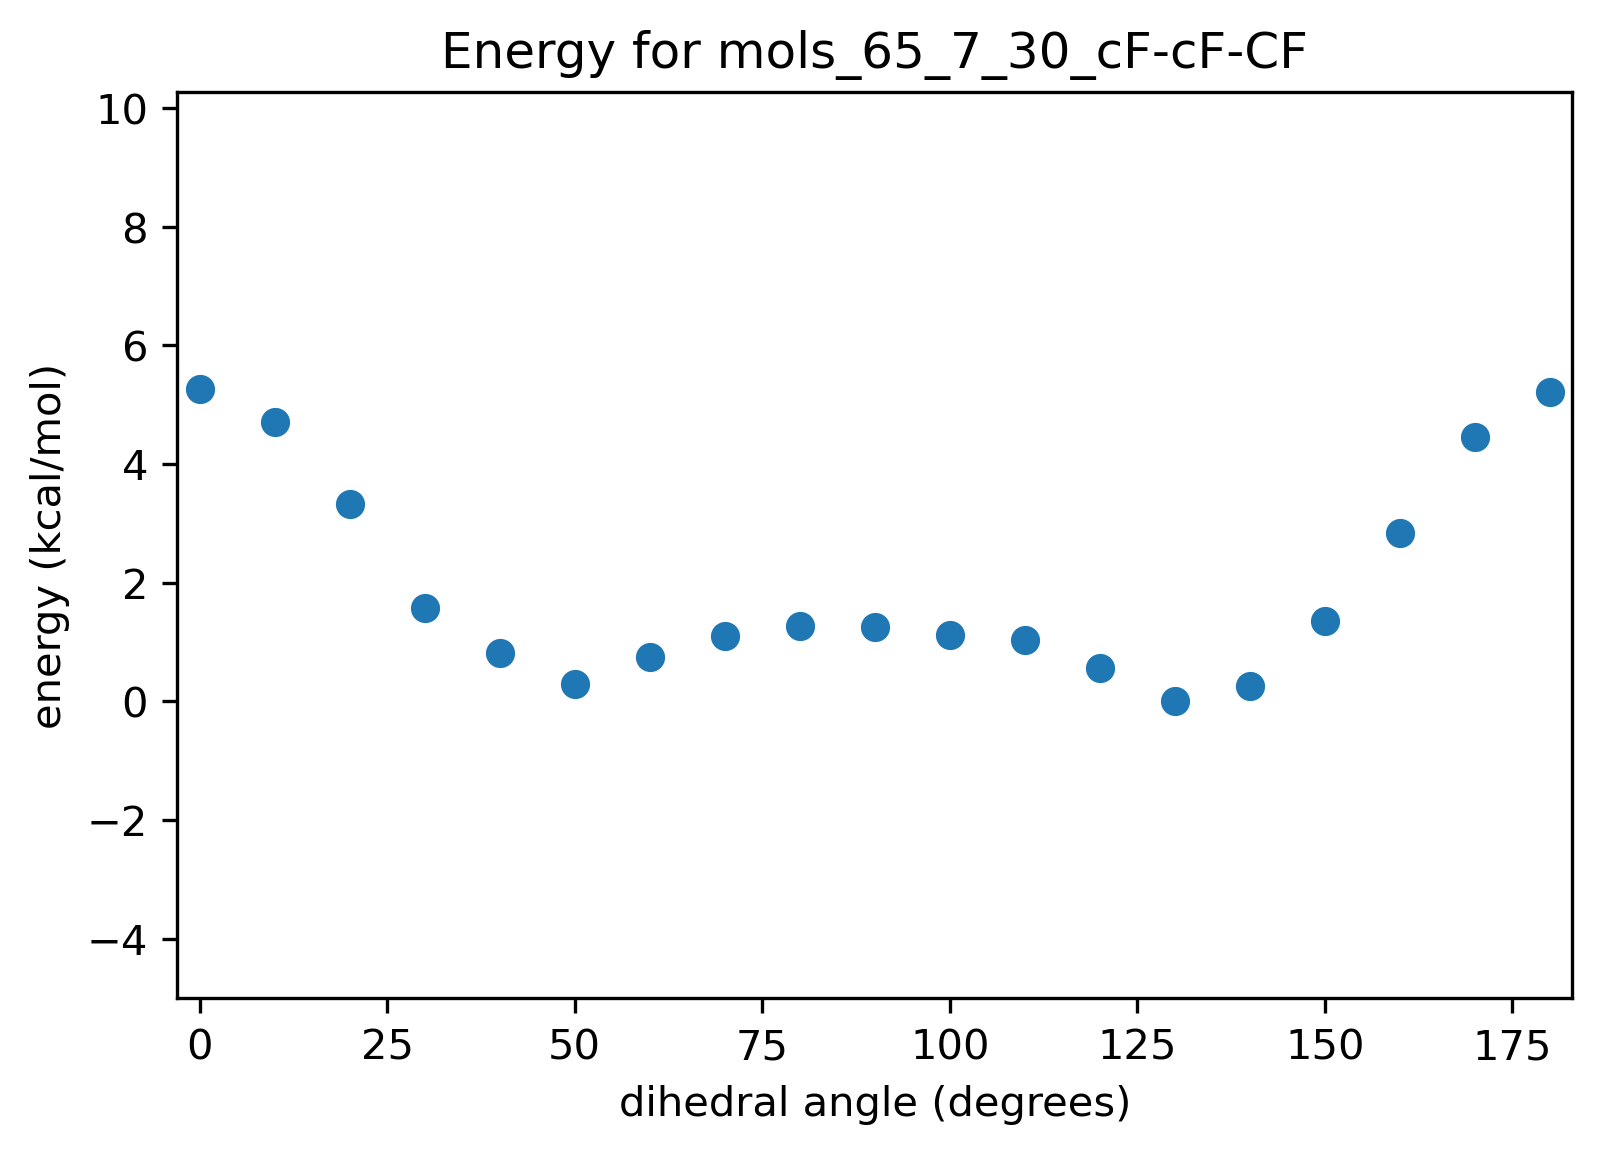 Energy for mols_65_7_30_cF-cF-CF
10
8
6
4
2
0
−2
−4
energy (kcal/mol)
0 25 50 75 100 125 150 175
dihedral angle (degrees)